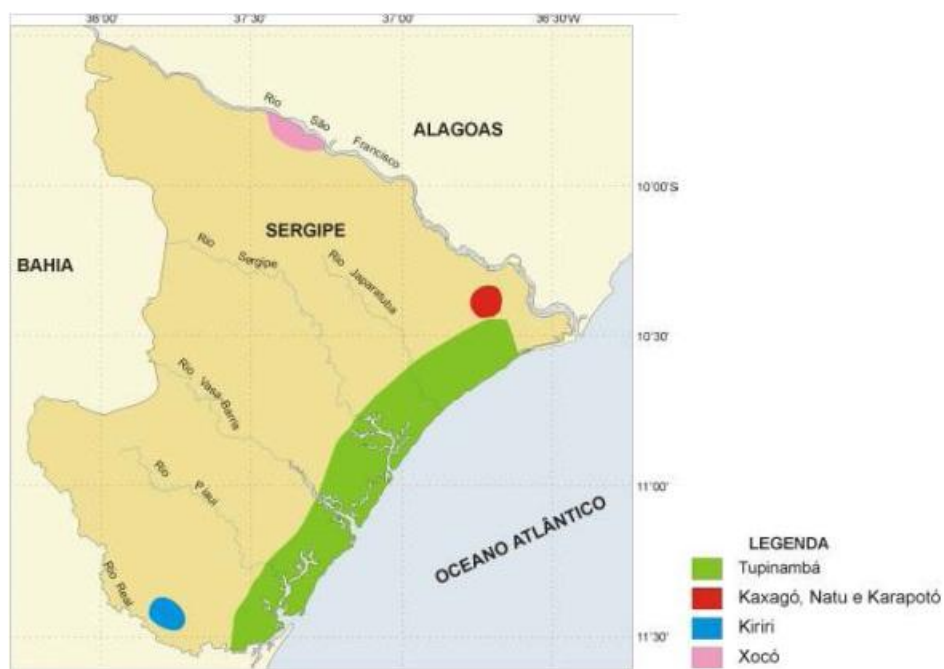 38°00' 37°30' 37°00' 36°30'W
Rio São Francisco
ALAGOAS
10°00'S
SERGIPE
Rio Sergipe
Rio Japaratuba
BAHIA
10°30'
Rio Vasa-Barris
11°00'
Rio Piauí
OCEANO ATLÂNTICO
Rio Real
11°30'
LEGENDA
Tupinambá
Kaxagó, Natu e Karapotó
Kiriri
Xocó